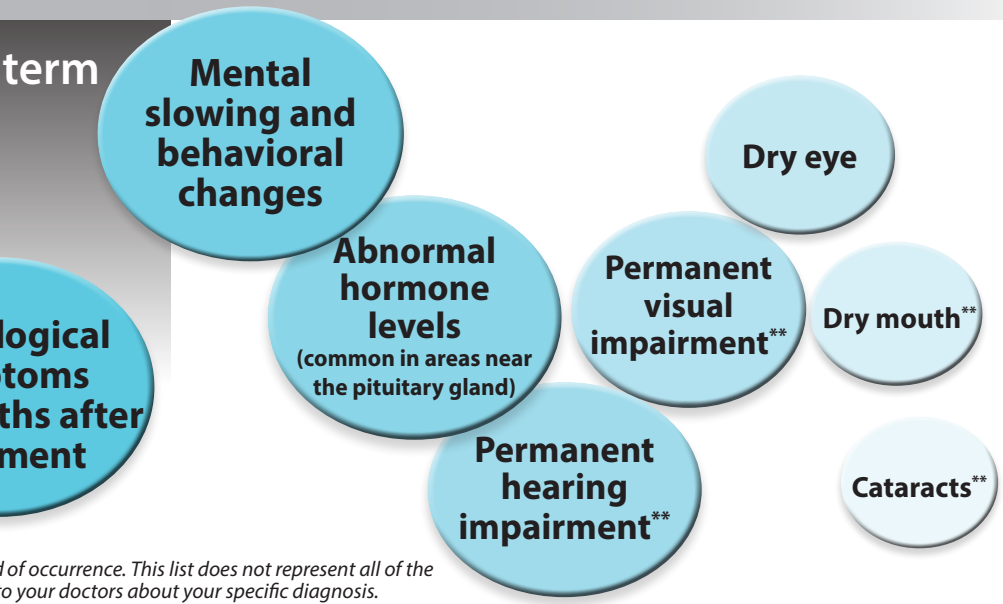 term
Mental
slowing and
behavioral
changes
Dry eye
Abnormal
hormone
levels
(common in areas near
the pituitary gland)
Permanent
visual
impairment**
Dry mouth**
logical
toms
ths after
ment
Permanent
hearing
impairment**
Cataracts**
of occurrence. This list does not represent all of the
to your doctors about your specific diagnosis.